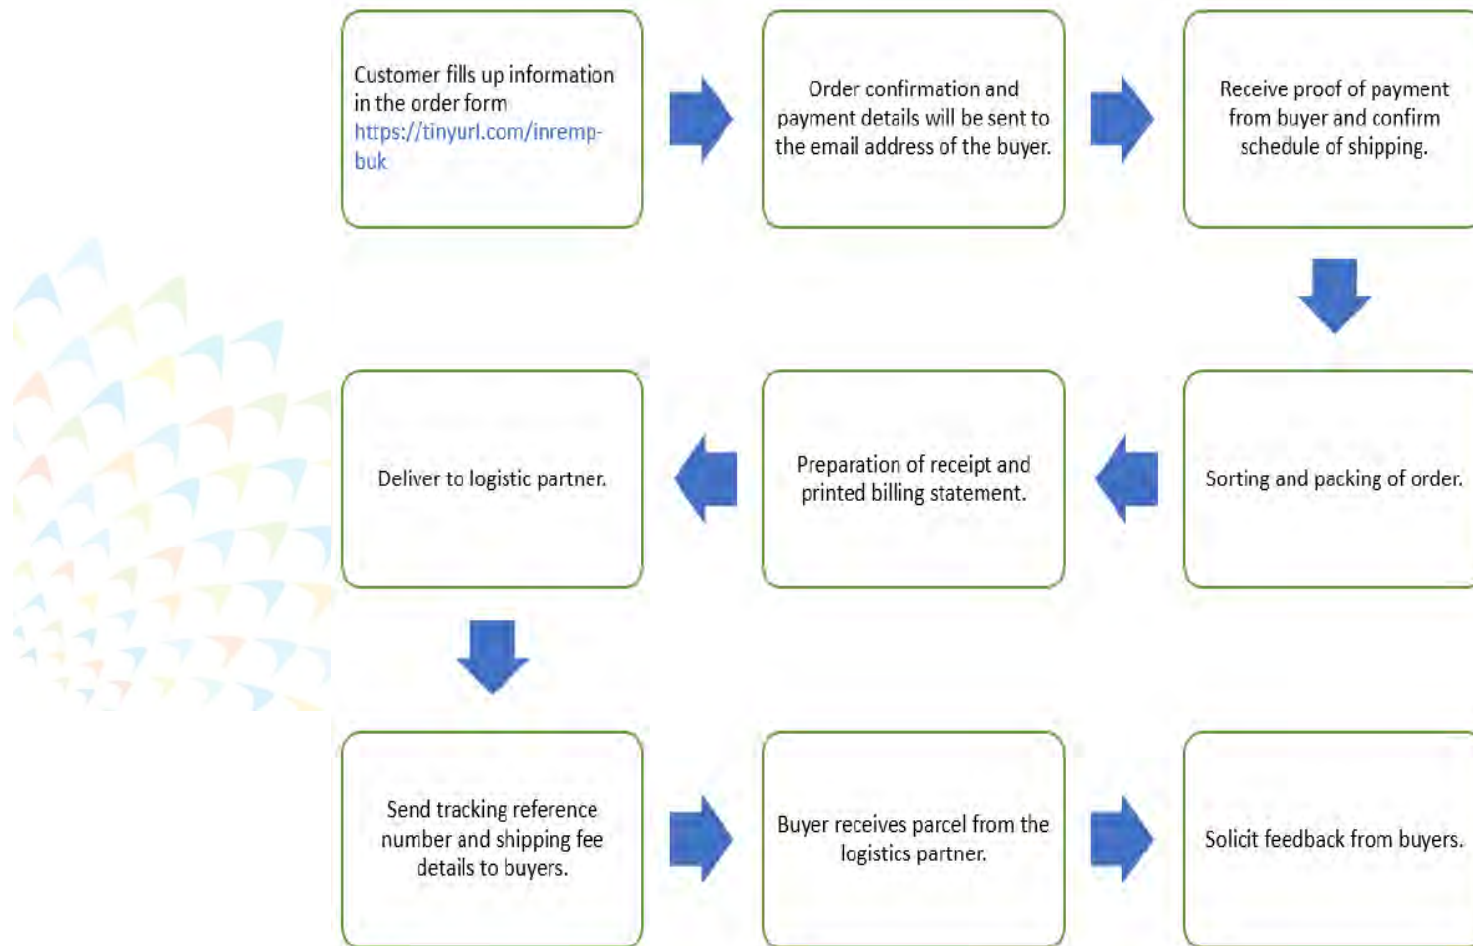 Customer fills up information
in the order form
https://tinyurl.com/inremp-
buk
Order confirmation and
payment details will be sent to
the email address of the buyer.
Receive proof of payment
from buyer and confirm
schedule of shipping.
Sorting and packing of order.
Preparation of receipt and
printed billing statement.
Deliver to logistic partner.
Send tracking reference
number and shipping fee
details to buyers.
Buyer receives parcel from the
logistics partner.
Solicit feedback from buyers.